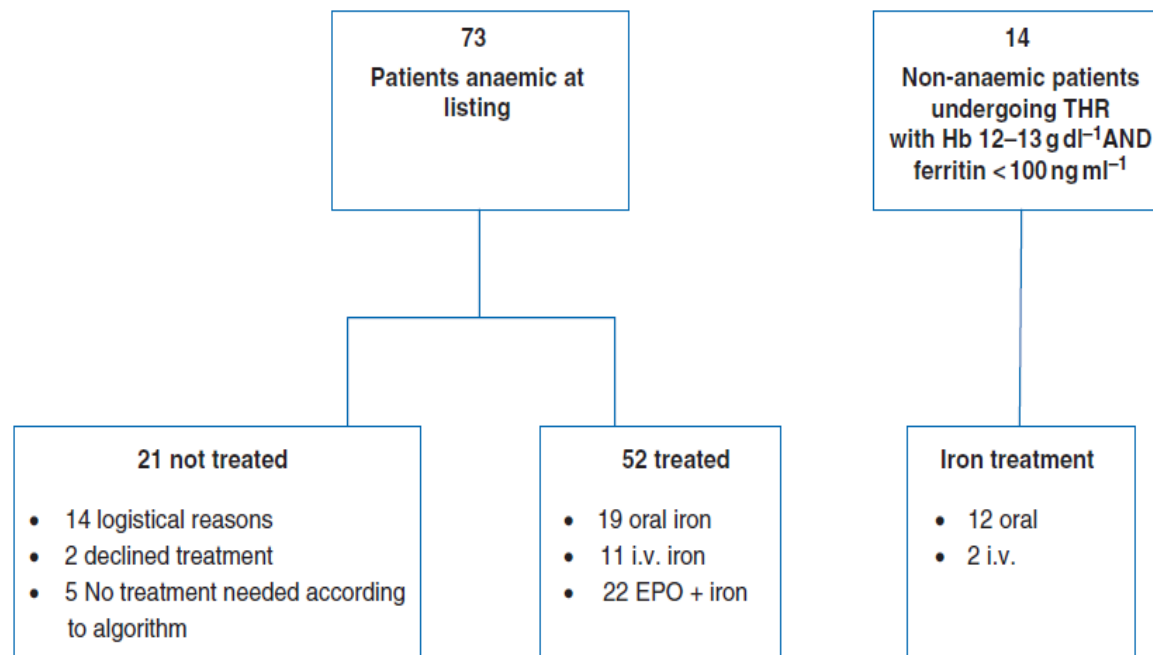 73
Patients anaemic at
listing
14
Non-anaemic patients
undergoing THR
with Hb 12–13 g dl⁻¹AND
ferritin < 100 ng ml⁻¹
21 not treated
• 14 logistical reasons
• 2 declined treatment
• 5 No treatment needed according
to algorithm
52 treated
• 19 oral iron
• 11 i.v. iron
• 22 EPO + iron
Iron treatment
• 12 oral
• 2 i.v.